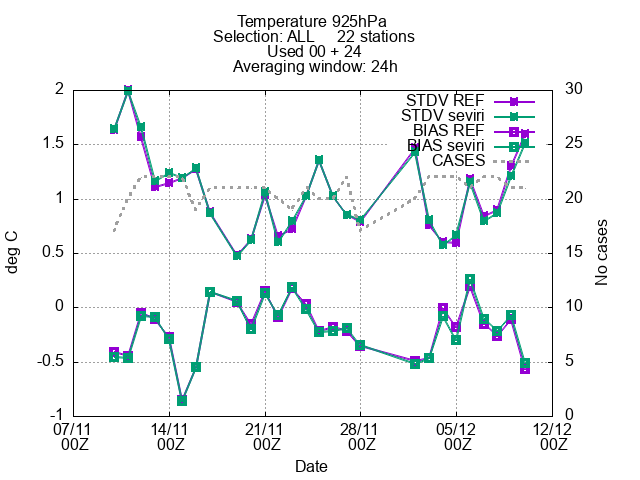 Temperature 925hPa
Selection: ALL 22 stations
Used 00 + 24
Averaging window: 24h
STDV REF
STDV seviri
BIAS REF
BIAS seviri
CASES
2
1.5
1
0.5
0
-0.5
-1
30
25
20
15
10
5
0
deg C
No cases
07/11 14/11 21/11 28/11 05/12 12/12
00Z 00Z 00Z 00Z 00Z 00Z
Date